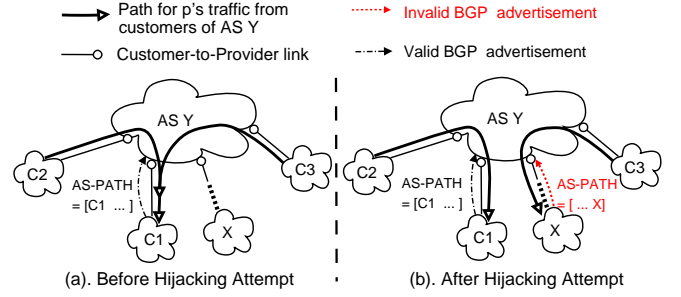 Path for p's traffic from
customers of AS Y
Invalid BGP advertisement
Customer-to-Provider link
Valid BGP advertisement
AS Y
C2
C3
AS-PATH
= [C1 ... ]
C1
X
(a). Before Hijacking Attempt
AS Y
C2
C3
AS-PATH
= [C1 ... ]
AS-PATH
= [ ... X]
C1
X
(b). After Hijacking Attempt